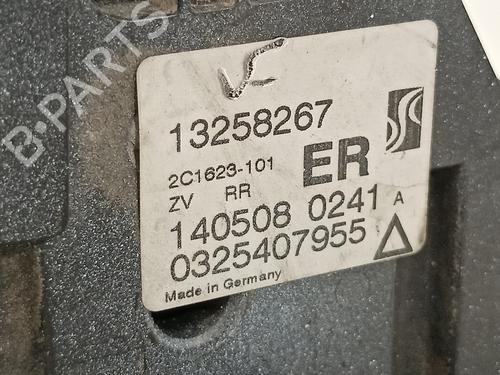 B-PARTS
13258267
2C1623-101
ZV RR ER
140508 0241 A
0325407955
Made in Germany